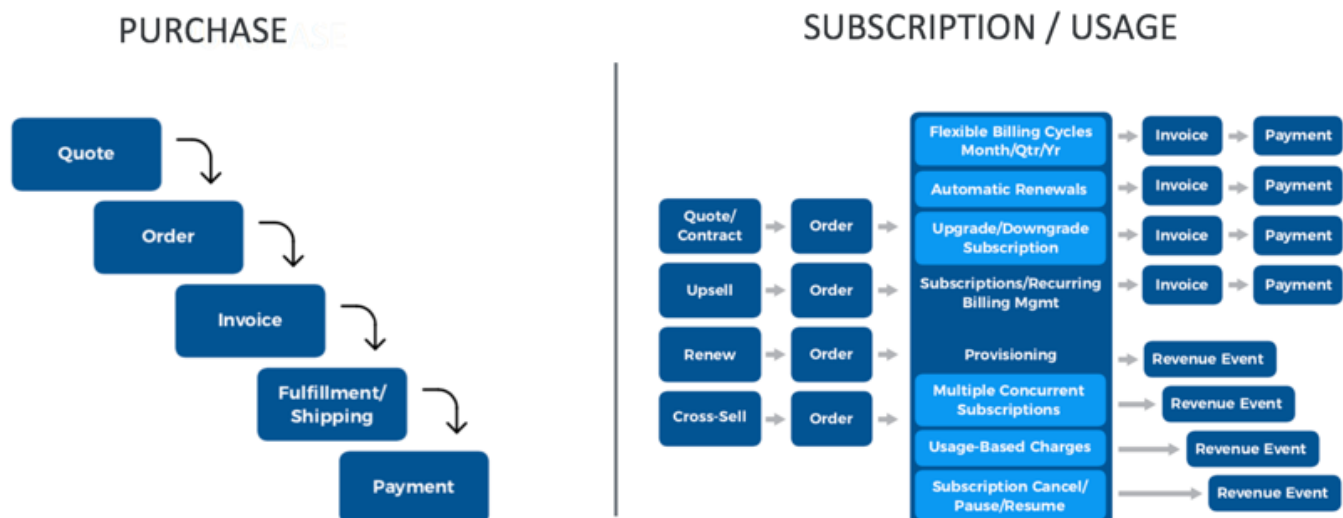 PURCHASE
SUBSCRIPTION / USAGE
Quote
Order
Invoice
Fulfillment/
Shipping
Payment
Quote/
Contract
Order
Upsell
Order
Renew
Order
Cross-Sell
Order
Flexible Billing Cycles
Month/Qtr/Yr
Automatic Renewals
Upgrade/Downgrade
Subscription
Subscriptions/Recurring
Billing Mgmt
Provisioning
Multiple Concurrent
Subscriptions
Usage-Based Charges
Subscription Cancel/
Pause/Resume
Invoice
Payment
Invoice
Payment
Invoice
Payment
Invoice
Payment
Revenue Event
Revenue Event
Revenue Event
Revenue Event